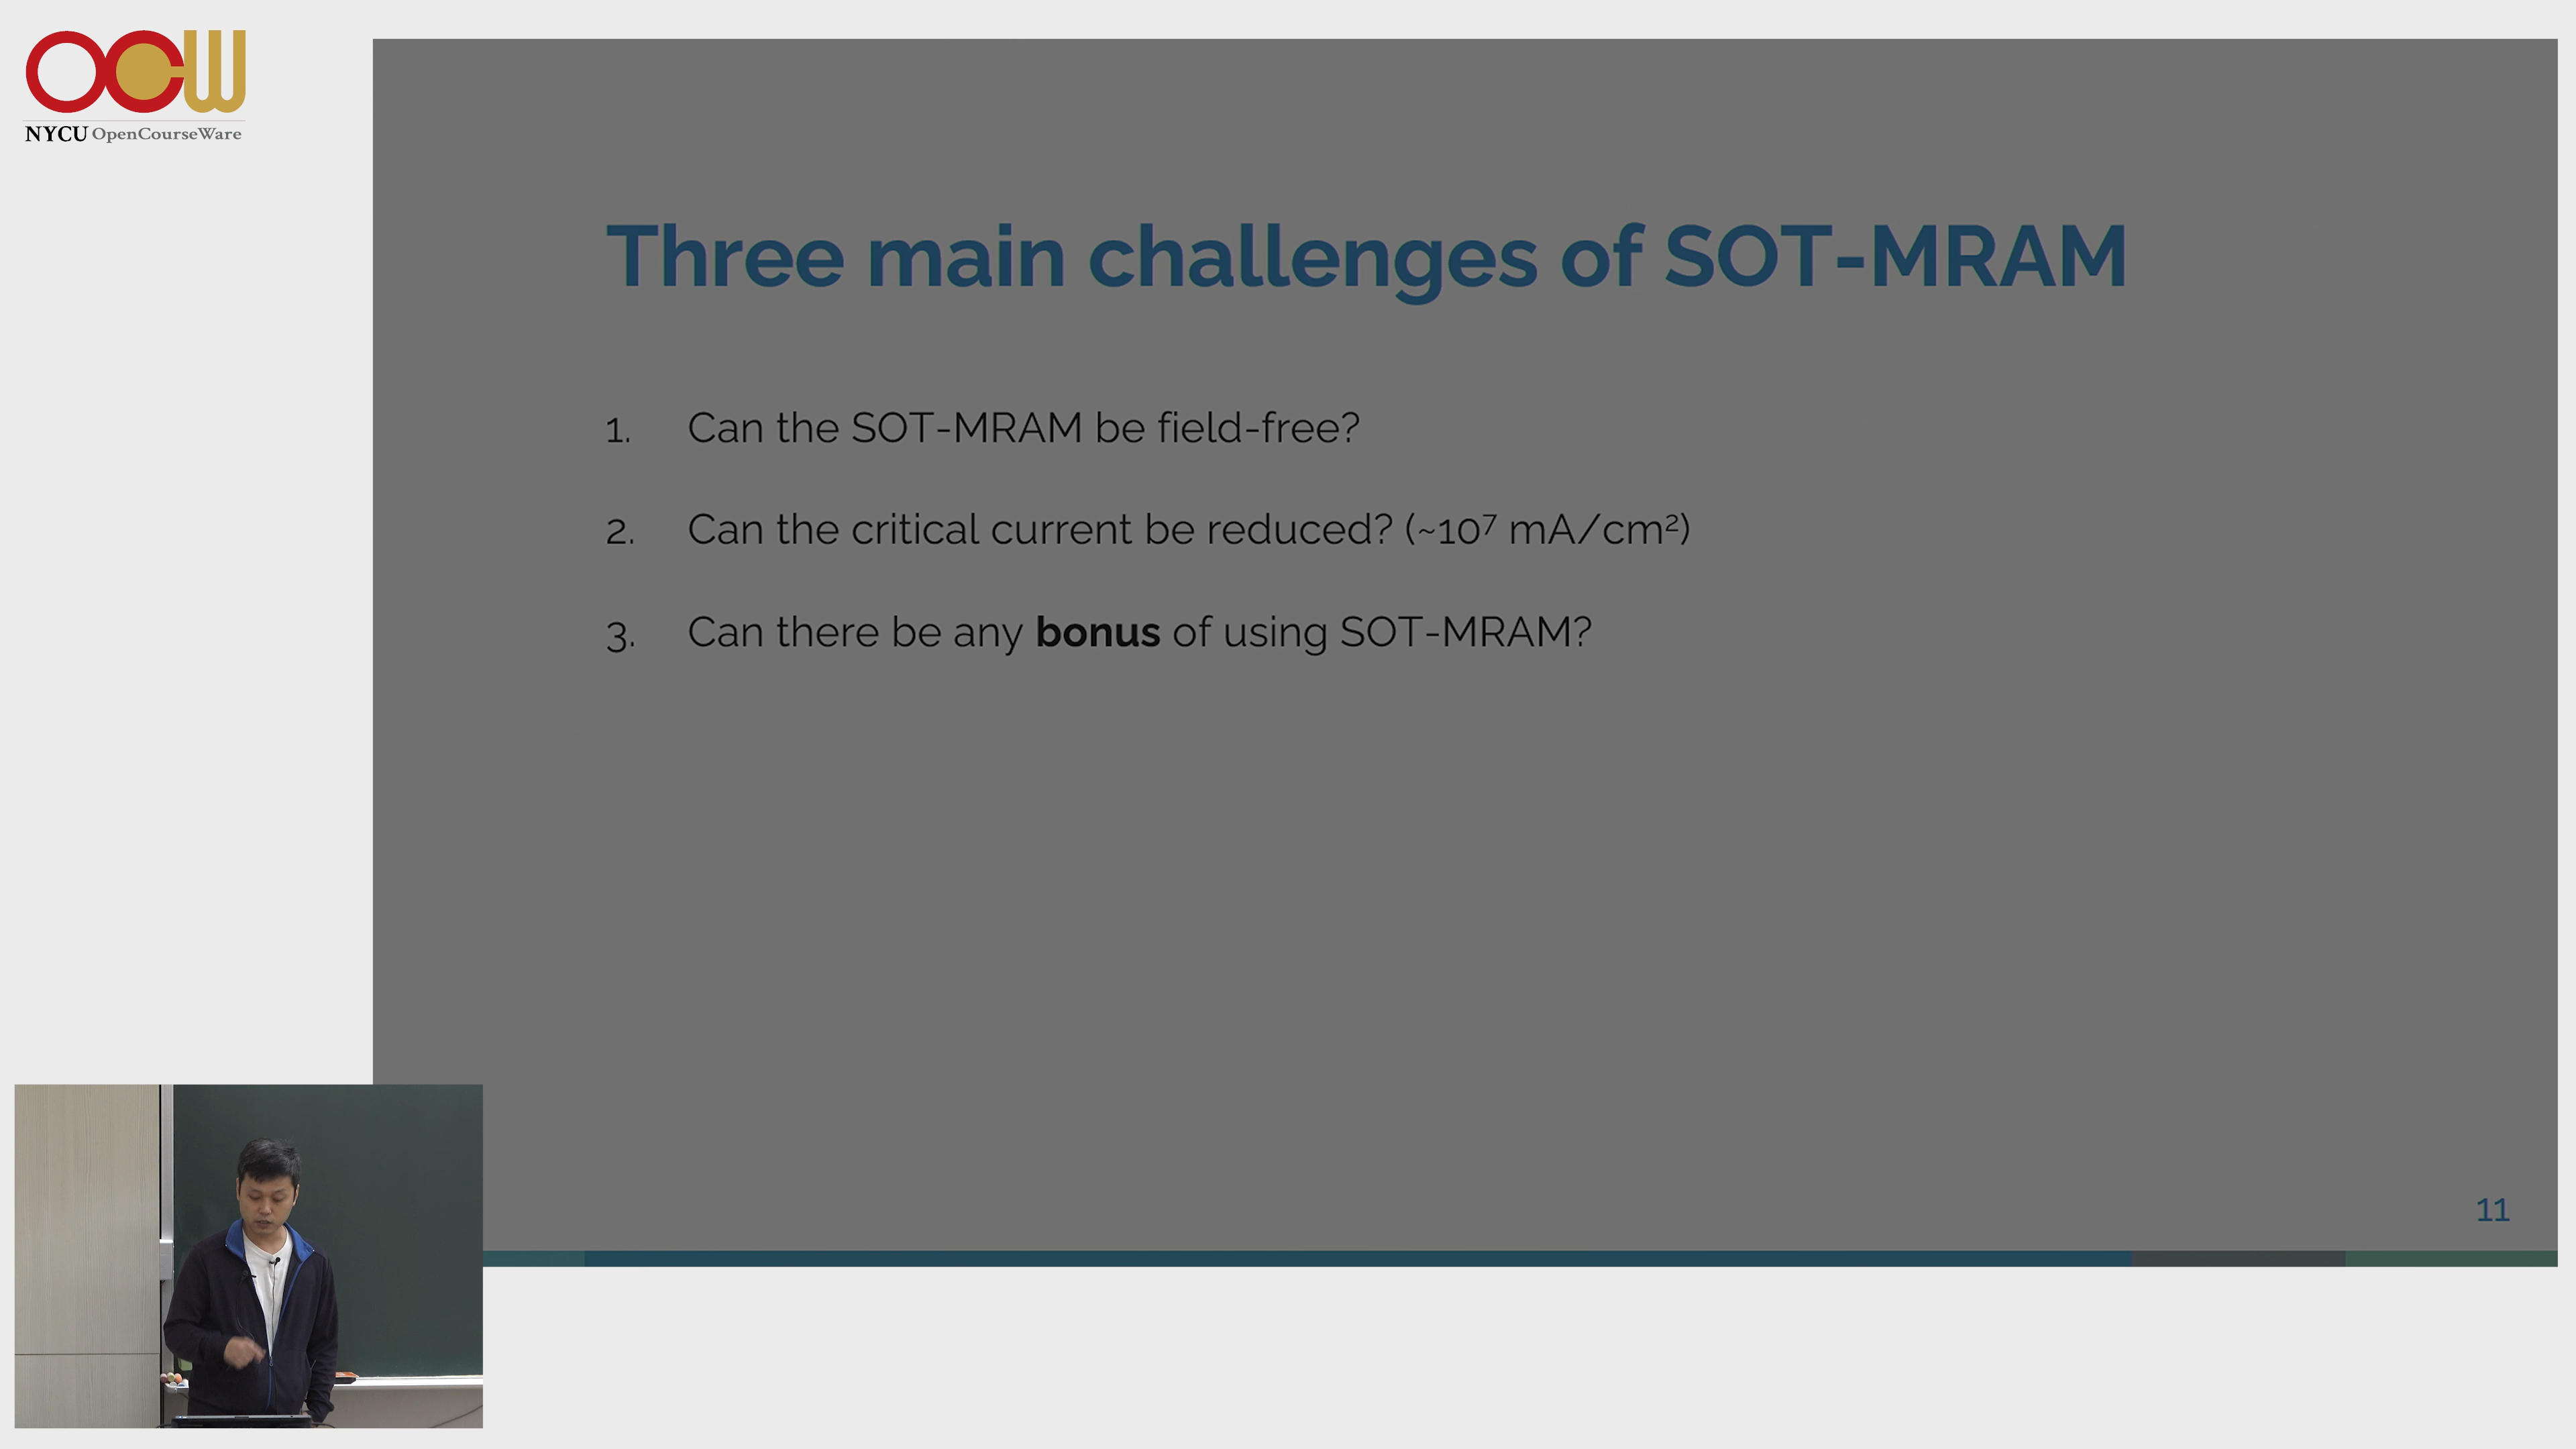 OCW
NYCU OpenCourseWare
Three main challenges of SOT-MRAM
1. Can the SOT-MRAM be field-free?
2. Can the critical current be reduced? (~10⁷ mA/cm²)
3. Can there be any bonus of using SOT-MRAM?
11